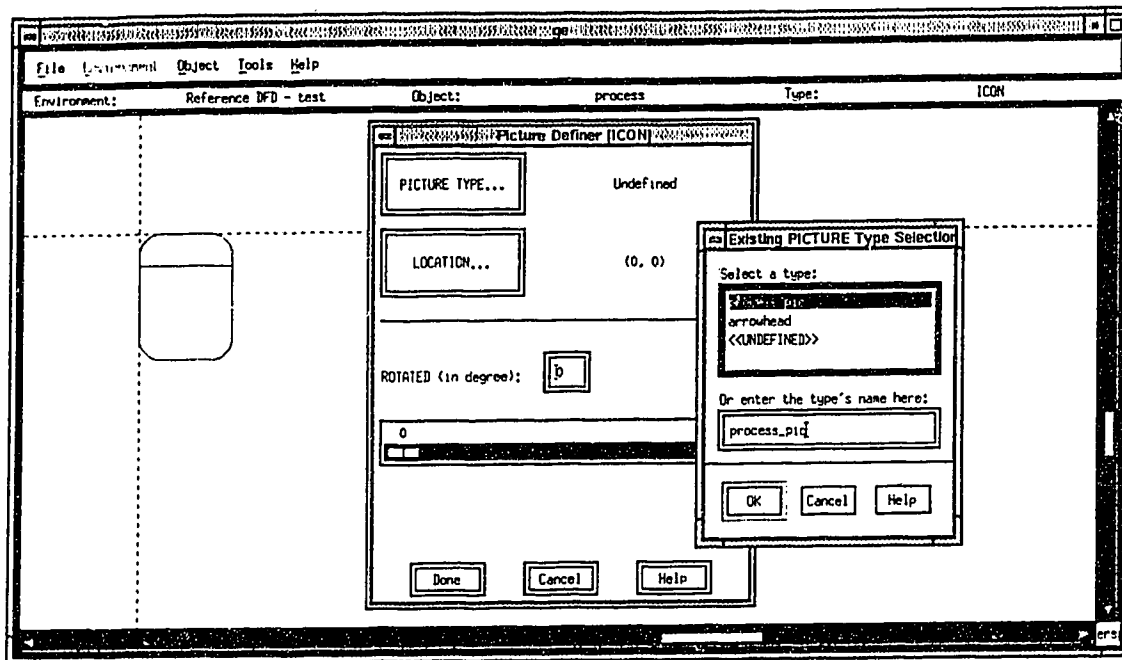 ge
File Object Tools Help
Environment: Reference DFD - test Object: process Type: ICON
Picture Definer [ICON]
PICTURE TYPE... Undefined
LOCATION... (0, 0)
ROTATED (in degree): 0
0
Done Cancel Help
Existing PICTURE Type Selection
Select a type:
arrowhead
<<UNDEFINED>>
Or enter the type's name here:
process_pic
OK Cancel Help
ers